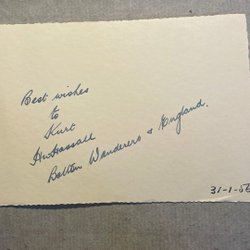 Best wishes
to
Kurt
H.W. Hassall
Bolton Wanderers & England.
31-1-56